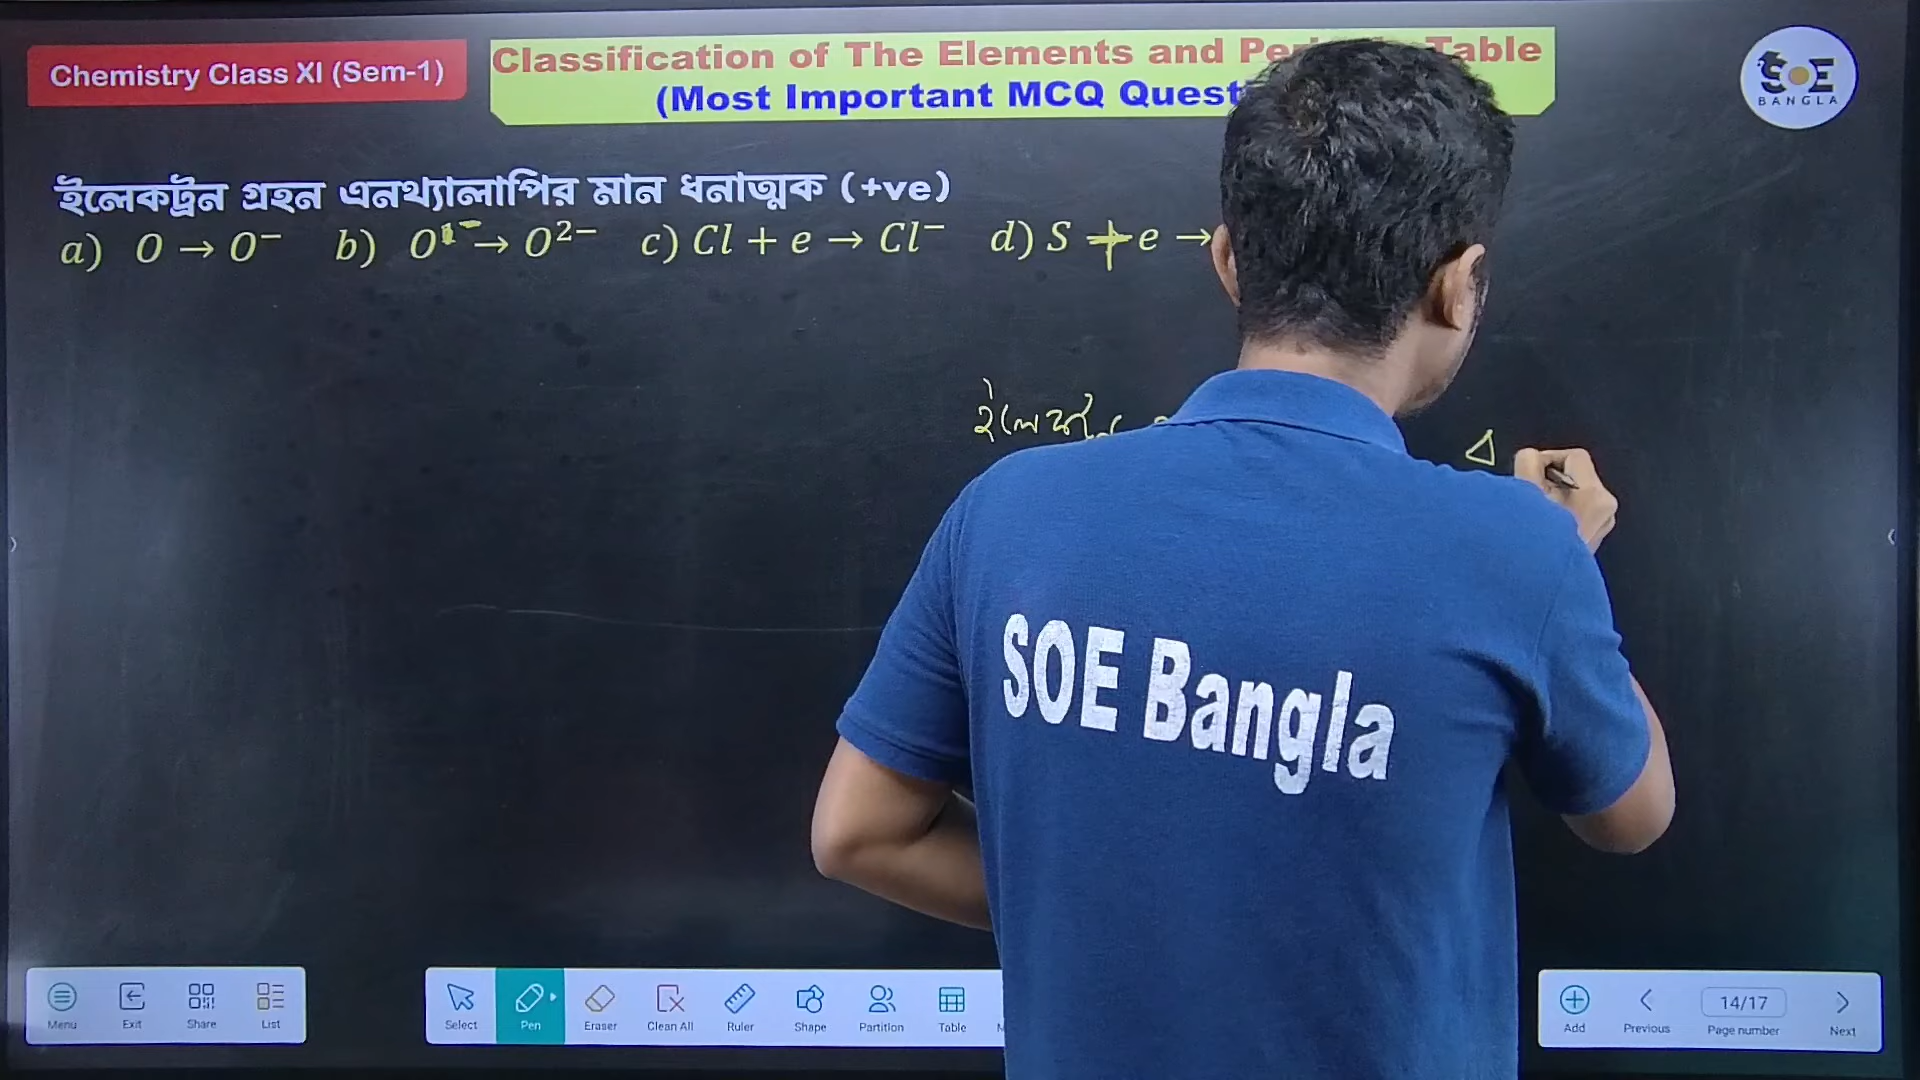 Chemistry Class XI (Sem-1)
Classification of The Elements and Table
(Most Important MCQ
SOE
BANGLA
ইলেকট্রন গ্রহন এনথ্যালাপির মান ধনাত্মক (+ve)
a) O → O⁻ b) O¹⁻→ O²⁻ c) Cl + e → Cl⁻ d) S + e →
Δ
SOE Bangla
Menu Exit Share List
Select Pen Eraser Clean All Ruler Shape Partition Table
Add Previous 14/17 Page number Next